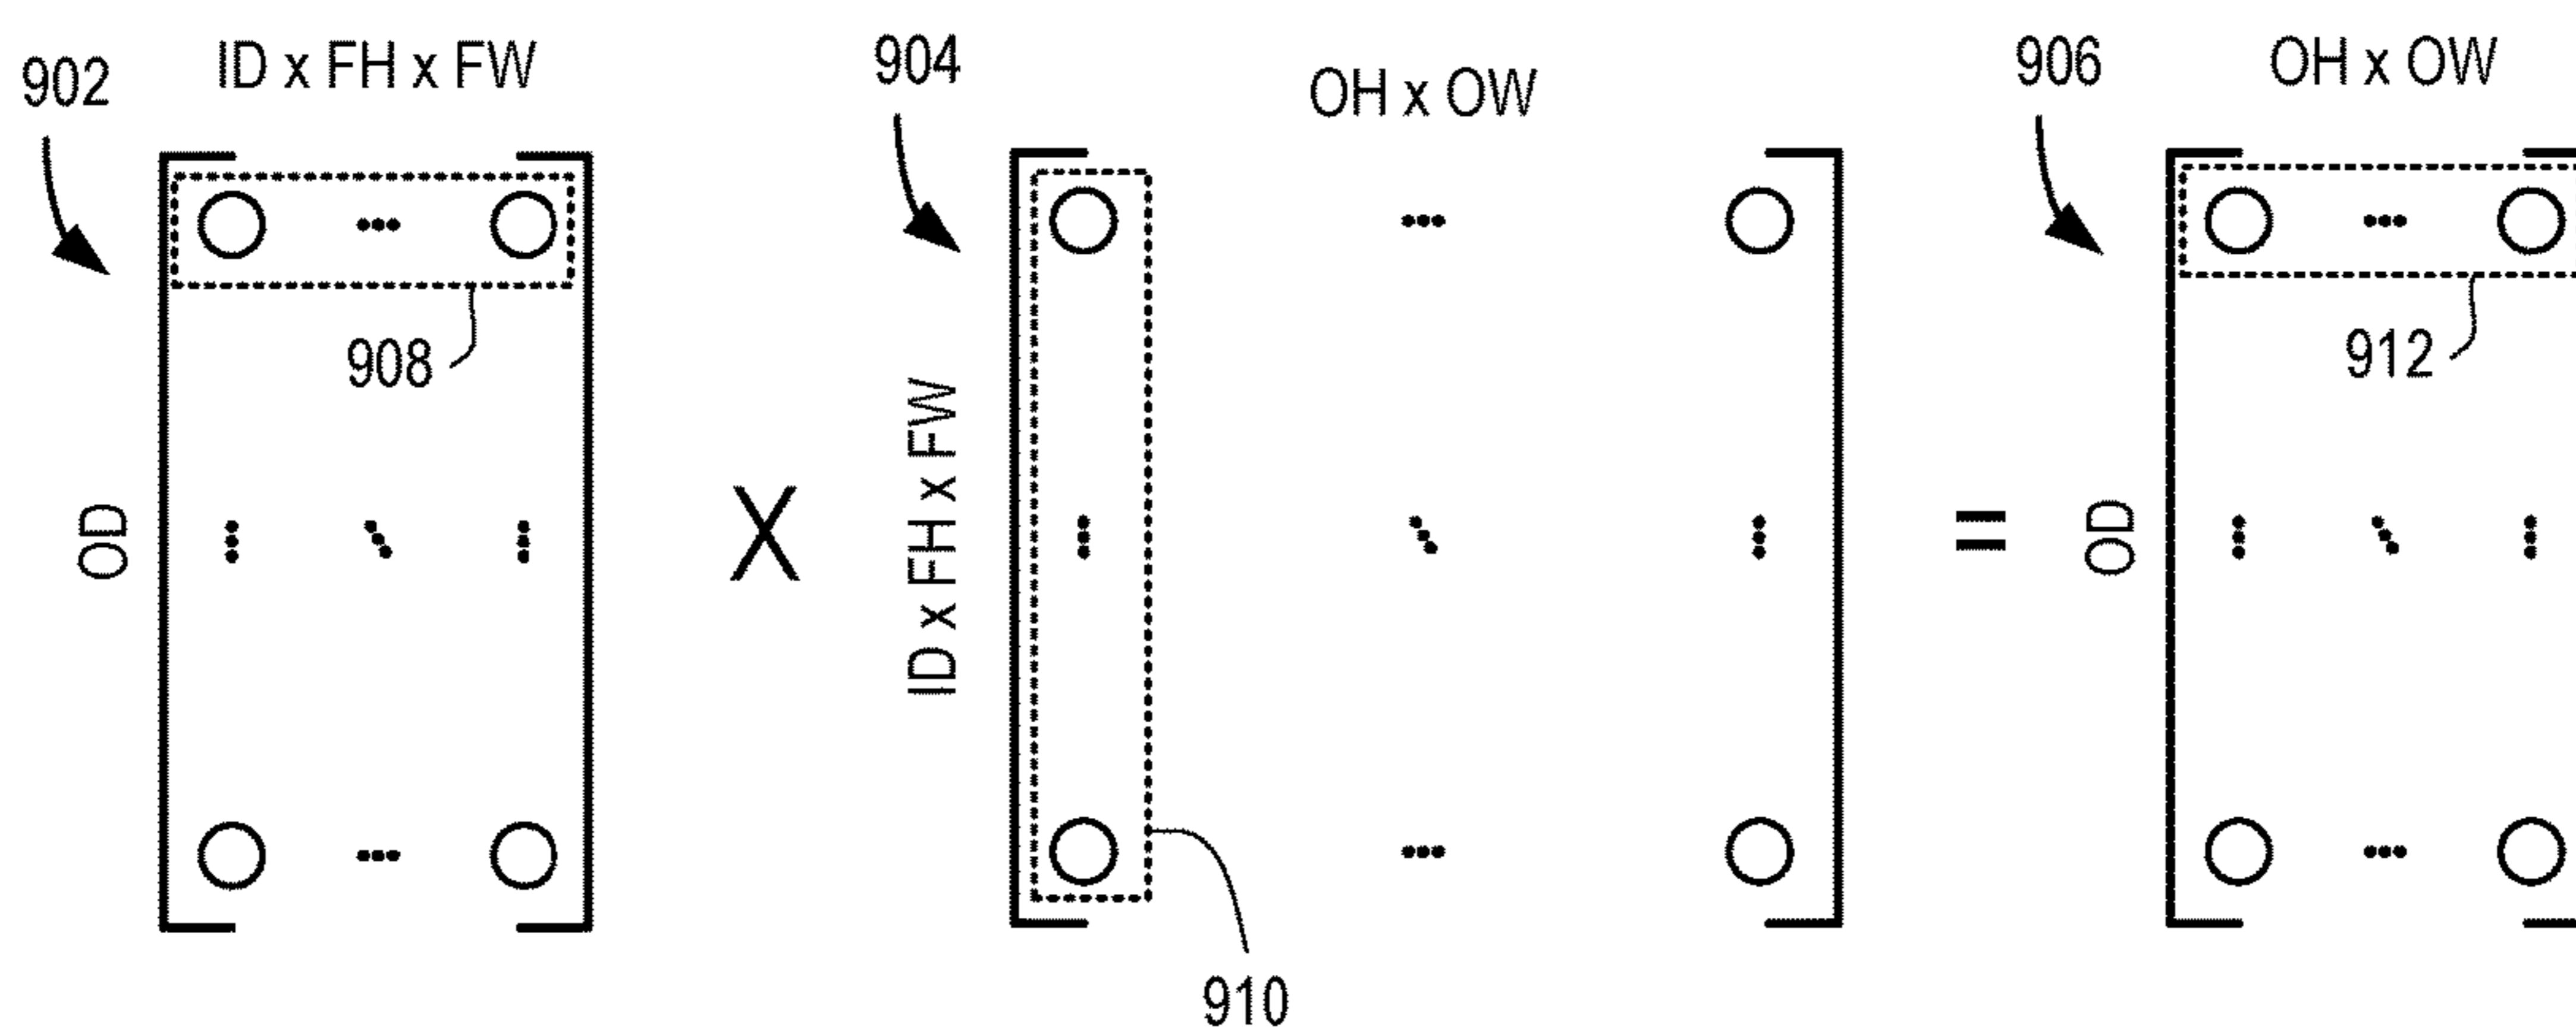 902
ID x FH x FW
904
OH x OW
906
OH x OW
908
912
OD
X
ID x FH x FW
=
OD
910